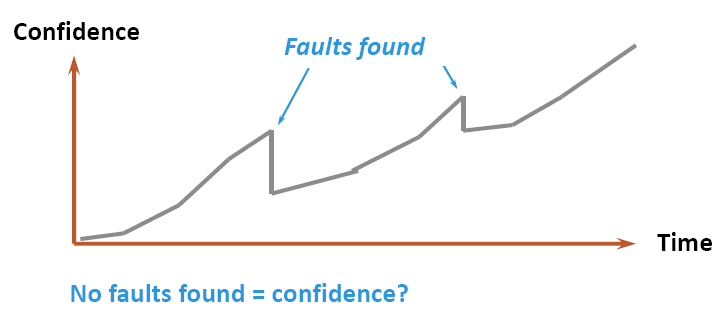 Confidence
Faults found
Time
No faults found = confidence?